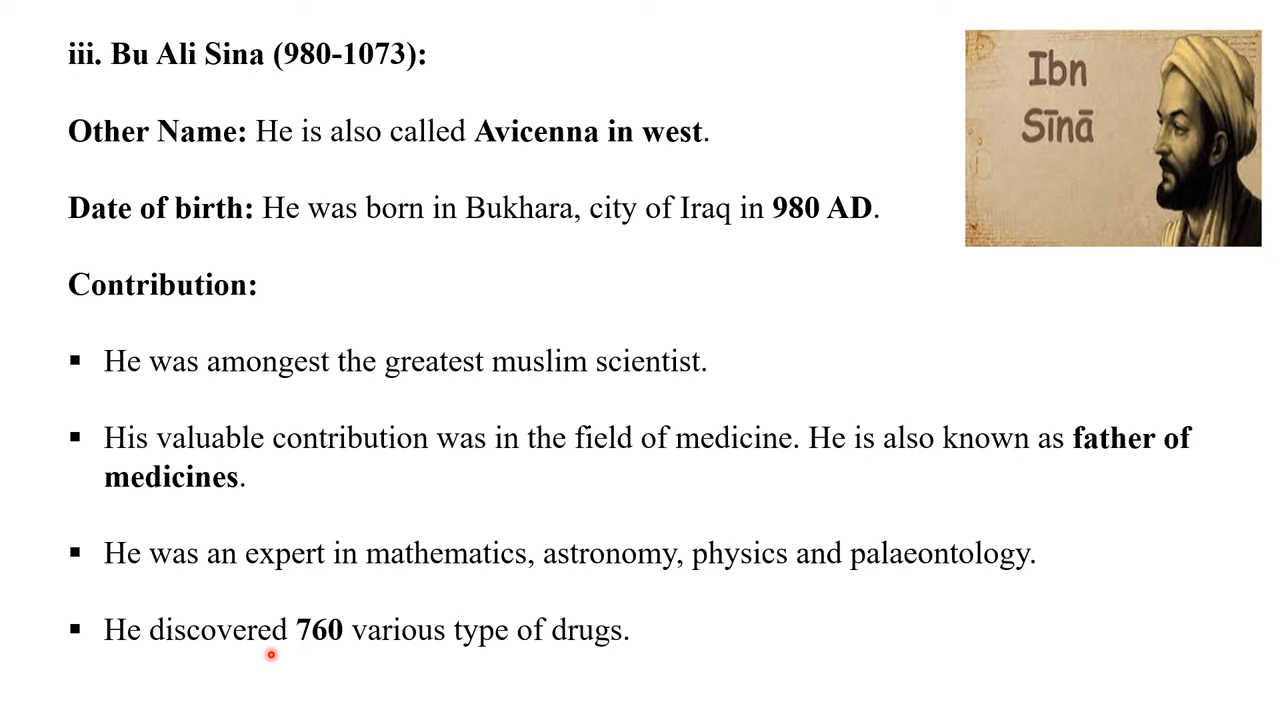 iii. Bu Ali Sina (980-1073):
Ibn
Sīnā
Other Name: He is also called Avicenna in west.
Date of birth: He was born in Bukhara, city of Iraq in 980 AD.
Contribution:
▪ He was amongest the greatest muslim scientist.
▪ His valuable contribution was in the field of medicine. He is also known as father of
medicines.
▪ He was an expert in mathematics, astronomy, physics and palaeontology.
▪ He discovered 760 various type of drugs.